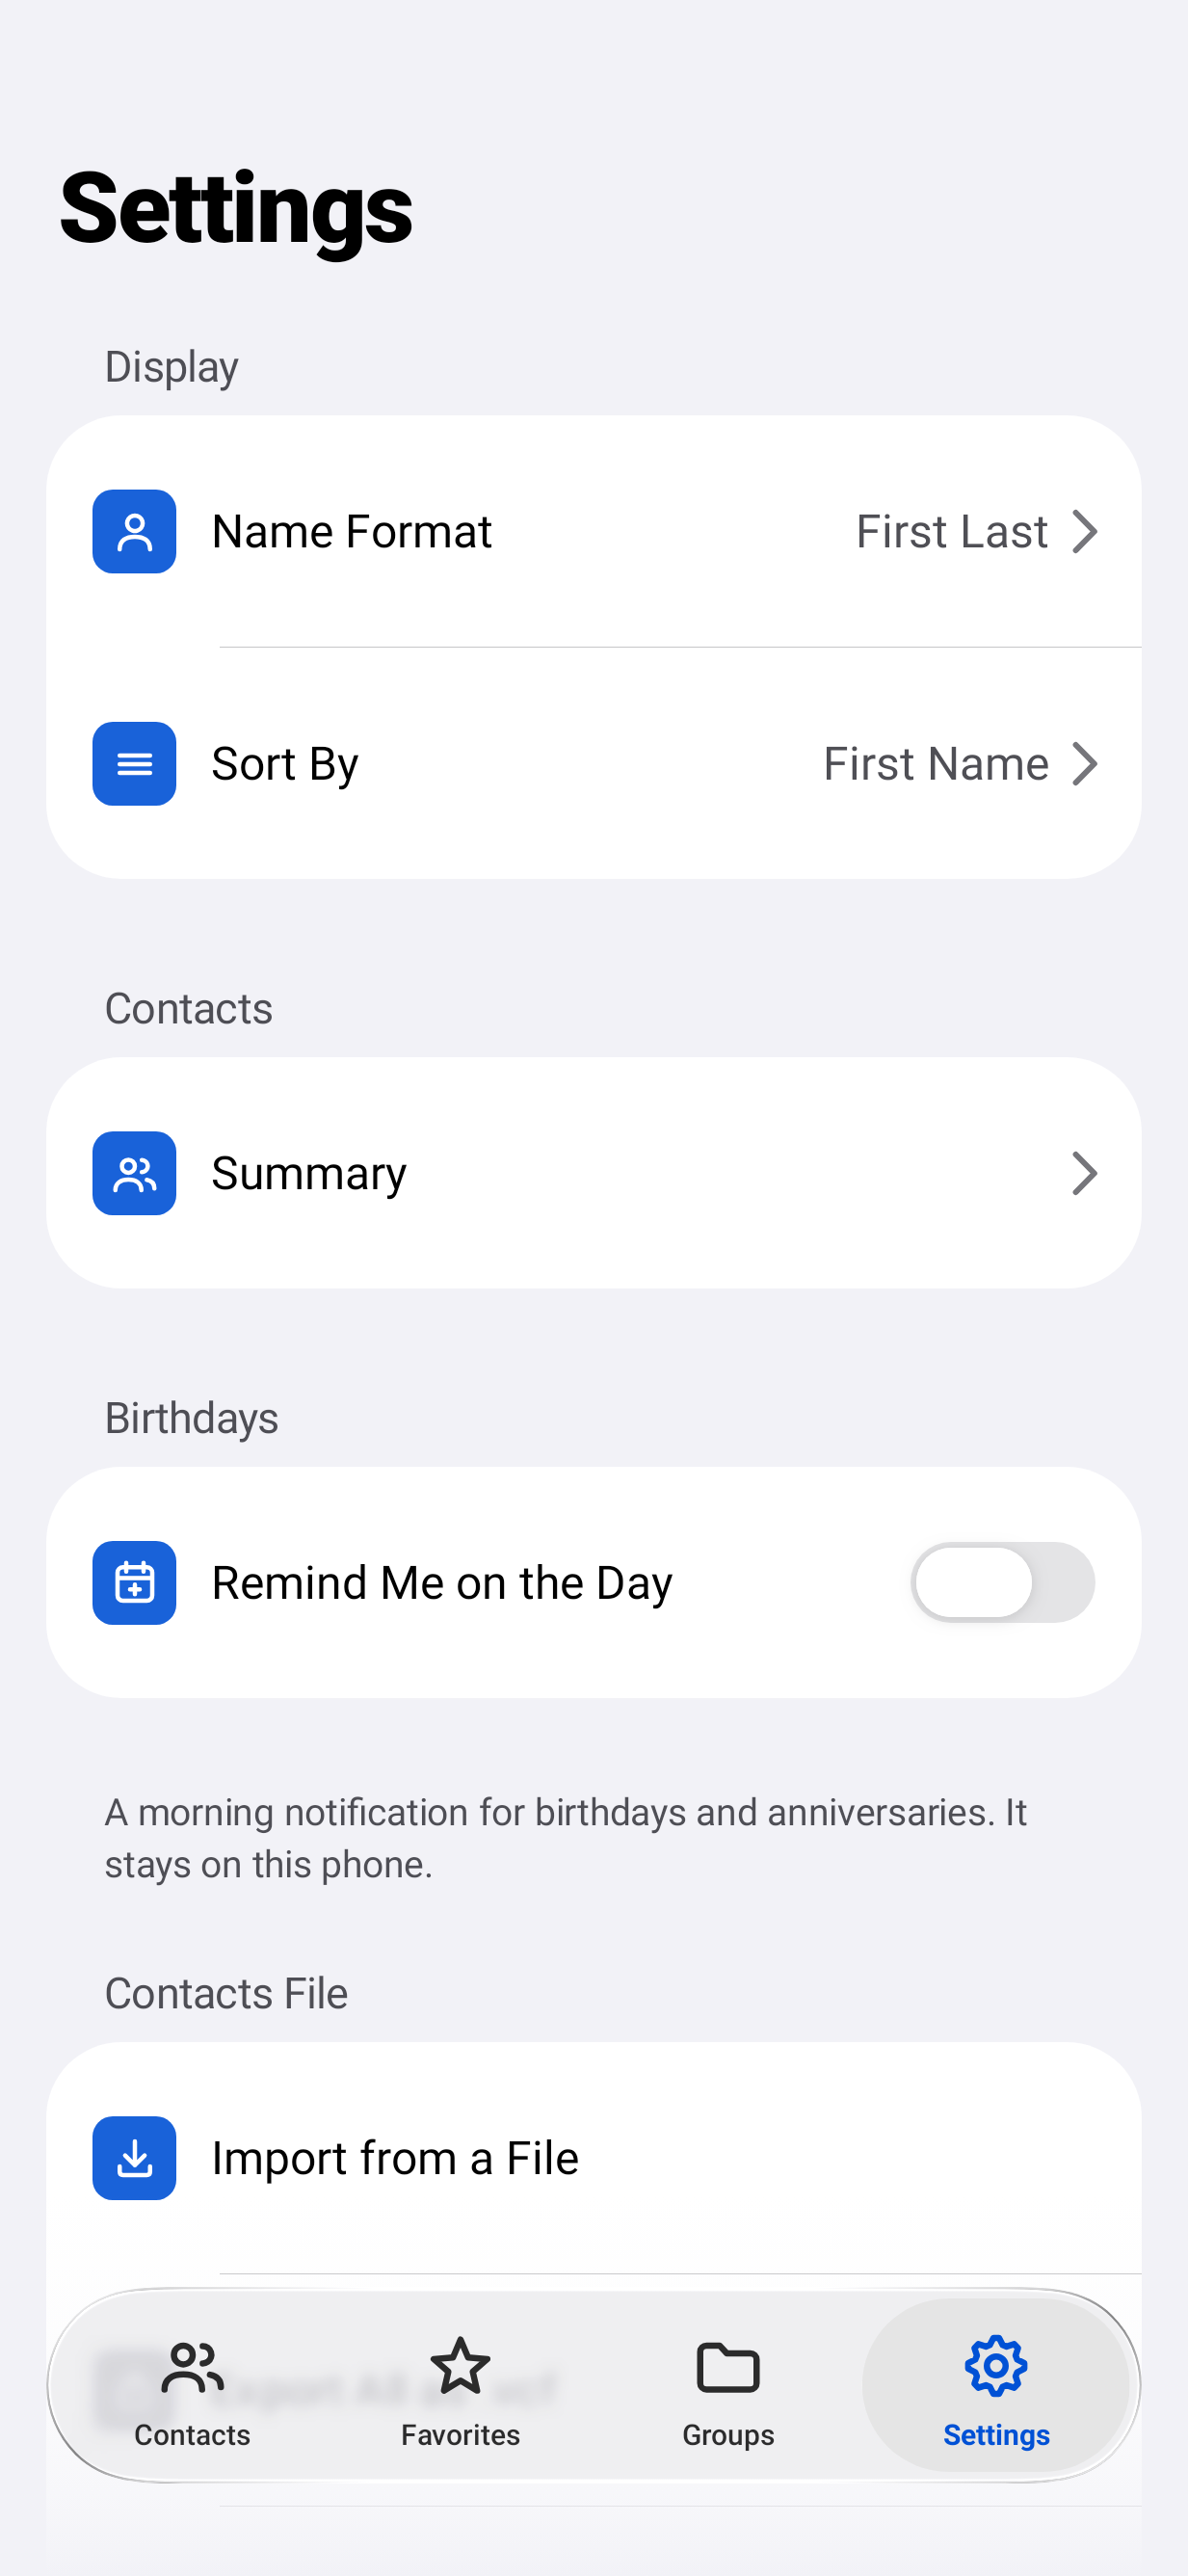 Settings
Display
Name Format
First Last
Sort By
First Name
Contacts
Summary
Birthdays
Remind Me on the Day
A morning notification for birthdays and anniversaries. It
stays on this phone.
Contacts File
Import from a File
Contacts
Favorites
Groups
Settings